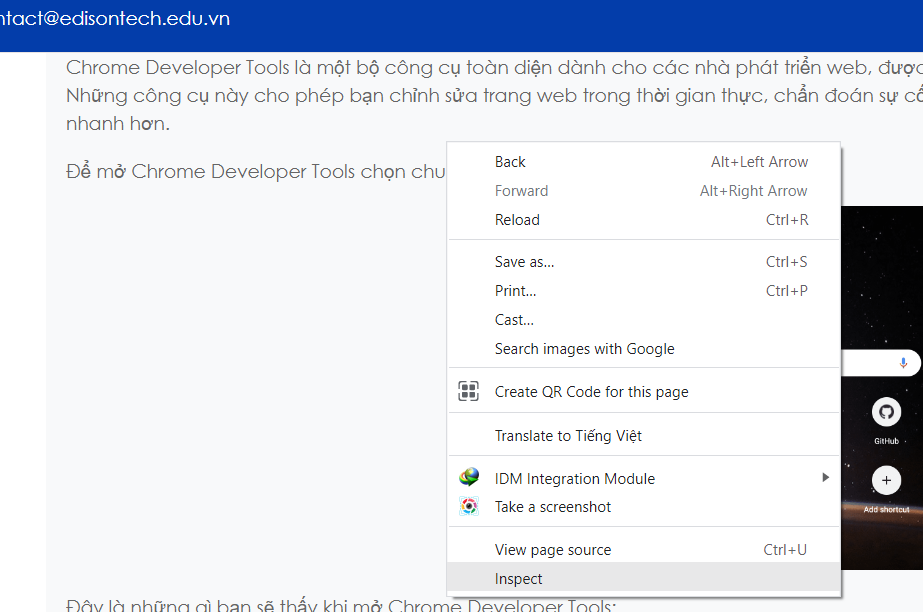 ntact@edisontech.edu.vn
Chrome Developer Tools là một bộ công cụ toàn diện dành cho các nhà phát triển web, được
Những công cụ này cho phép bạn chỉnh sửa trang web trong thời gian thực, chẩn đoán sự cố
nhanh hơn.
Để mở Chrome Developer Tools chọn chu
Back Alt+Left Arrow
Forward Alt+Right Arrow
Reload Ctrl+R
Save as... Ctrl+S
Print... Ctrl+P
Cast...
Search images with Google
Create QR Code for this page
Translate to Tiếng Việt
IDM Integration Module
Take a screenshot
View page source Ctrl+U
Inspect
GitHub
Add shortcut
Đây là những gì bạn sẽ thấy khi mở Chrome Developer Tools: